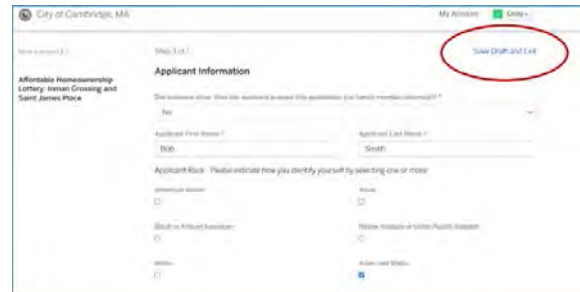 City of Cambridge, MA
My Account
Step 1 of
Save Draft and Exit
Applicant Information
Affordable Homeownership
Lottery: Inman Crossing and
Saint James Place
No
Applicant First Name *
Applicant Last Name *
Bob
Smith
Applicant Race - Please indicate how you identify yourself by selecting one or more
American Indian
Asian
Black or African American
Native Hawaiian or Other Pacific Islander
White
Asian and White